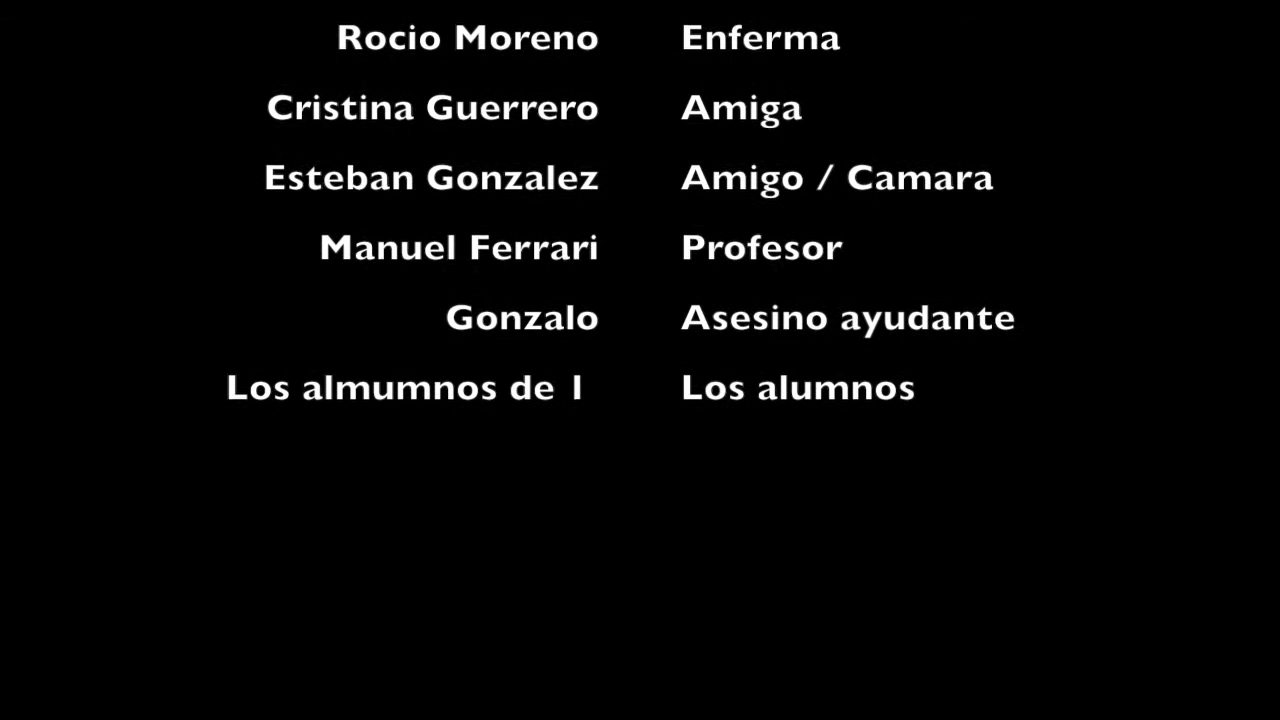 Rocio Moreno Enferma
Cristina Guerrero Amiga
Esteban Gonzalez Amigo / Camara
Manuel Ferrari Profesor
Gonzalo Asesino ayudante
Los almumnos de 1 Los alumnos